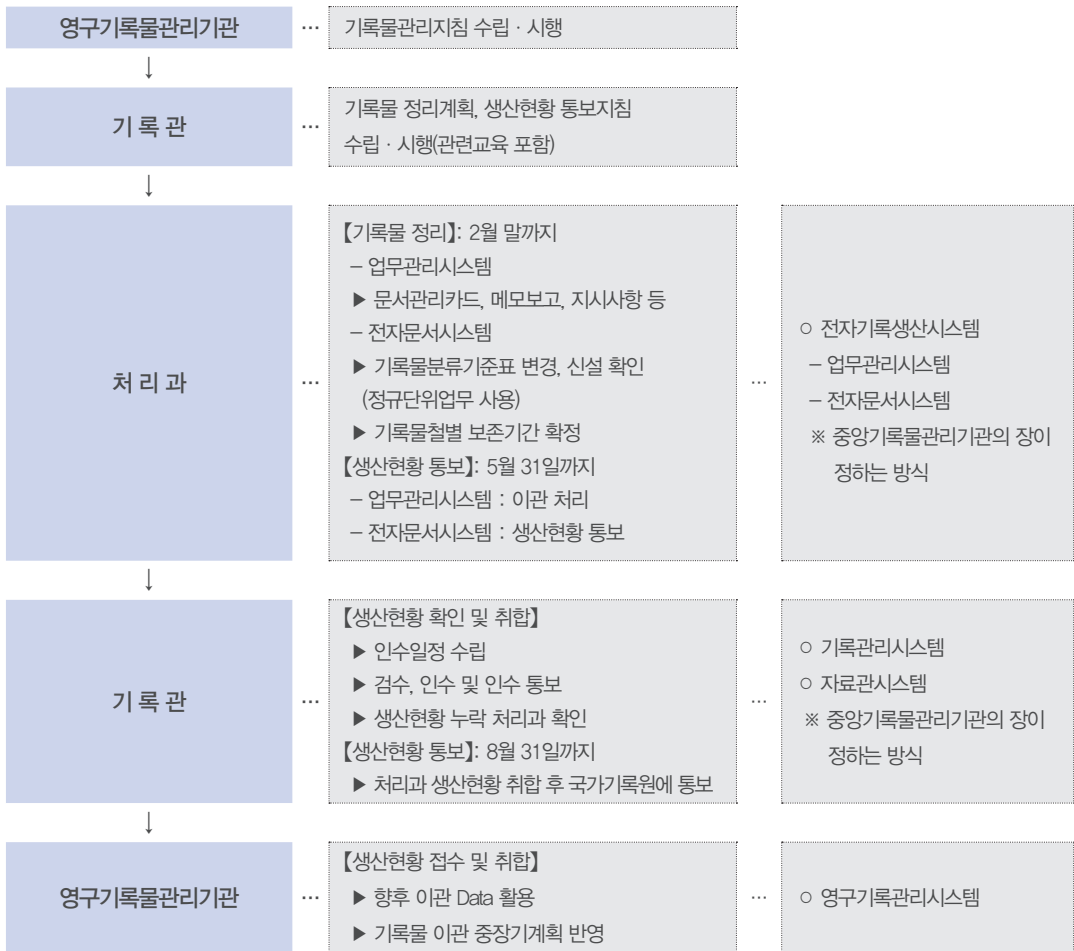 영구기록물관리기관 … 기록물관리지침 수립 · 시행
↓
기 록 관 … 기록물 정리계획, 생산현황 통보지침
수립 · 시행(관련교육 포함)
↓
처 리 과 …
【기록물 정리】: 2월 말까지
– 업무관리시스템
▶ 문서관리카드, 메모보고, 지시사항 등
– 전자문서시스템
▶ 기록물분류기준표 변경, 신설 확인
(정규단위업무 사용)
▶ 기록물철별 보존기간 확정
【생산현황 통보】: 5월 31일까지
– 업무관리시스템 : 이관 처리
– 전자문서시스템 : 생산현황 통보
…
○ 전자기록생산시스템
– 업무관리시스템
– 전자문서시스템
※ 중앙기록물관리기관의 장이
정하는 방식
↓
기 록 관 …
【생산현황 확인 및 취합】
▶ 인수일정 수립
▶ 검수, 인수 및 인수 통보
▶ 생산현황 누락 처리과 확인
【생산현황 통보】: 8월 31일까지
▶ 처리과 생산현황 취합 후 국가기록원에 통보
…
○ 기록관리시스템
○ 자료관시스템
※ 중앙기록물관리기관의 장이
정하는 방식
↓
영구기록물관리기관 …
【생산현황 접수 및 취합】
▶ 향후 이관 Data 활용
▶ 기록물 이관 중장기계획 반영
…
○ 영구기록관리시스템